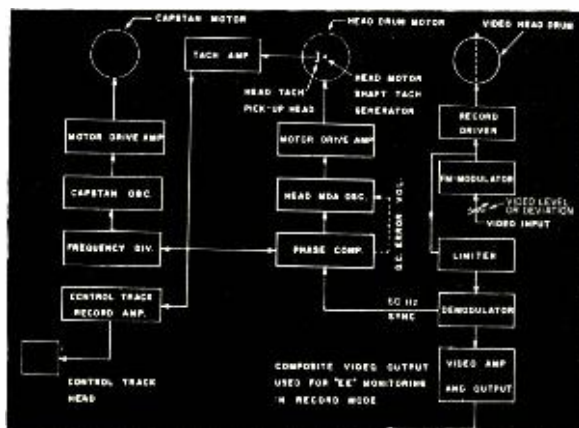 CAPSTAN MOTOR
HEAD DRUM MOTOR
VIDEO HEAD DRUM
TACH AMP
HEAD TACH
PICK-UP HEAD
HEAD MOTOR
SHAFT TACH
GENERATOR
RECORD
DRIVER
MOTOR DRIVE AMP
MOTOR DRIVE AMP
FM-MODULATOR
CAPSTAN OSC.
HEAD MDA OSC.
VIDEO LEVEL
OR DEVIATION
VIDEO INPUT
D.C. ERROR VOL.
FREQUENCY DIV.
PHASE COMP.
LIMITER
CONTROL TRACK
RECORD AMP.
60 Hz
SYNC
DEMODULATOR
CONTROL TRACK
HEAD
COMPOSITE VIDEO OUTPUT
USED FOR "EE" MONITORING
IN RECORD MODE
VIDEO AMP
AND OUTPUT